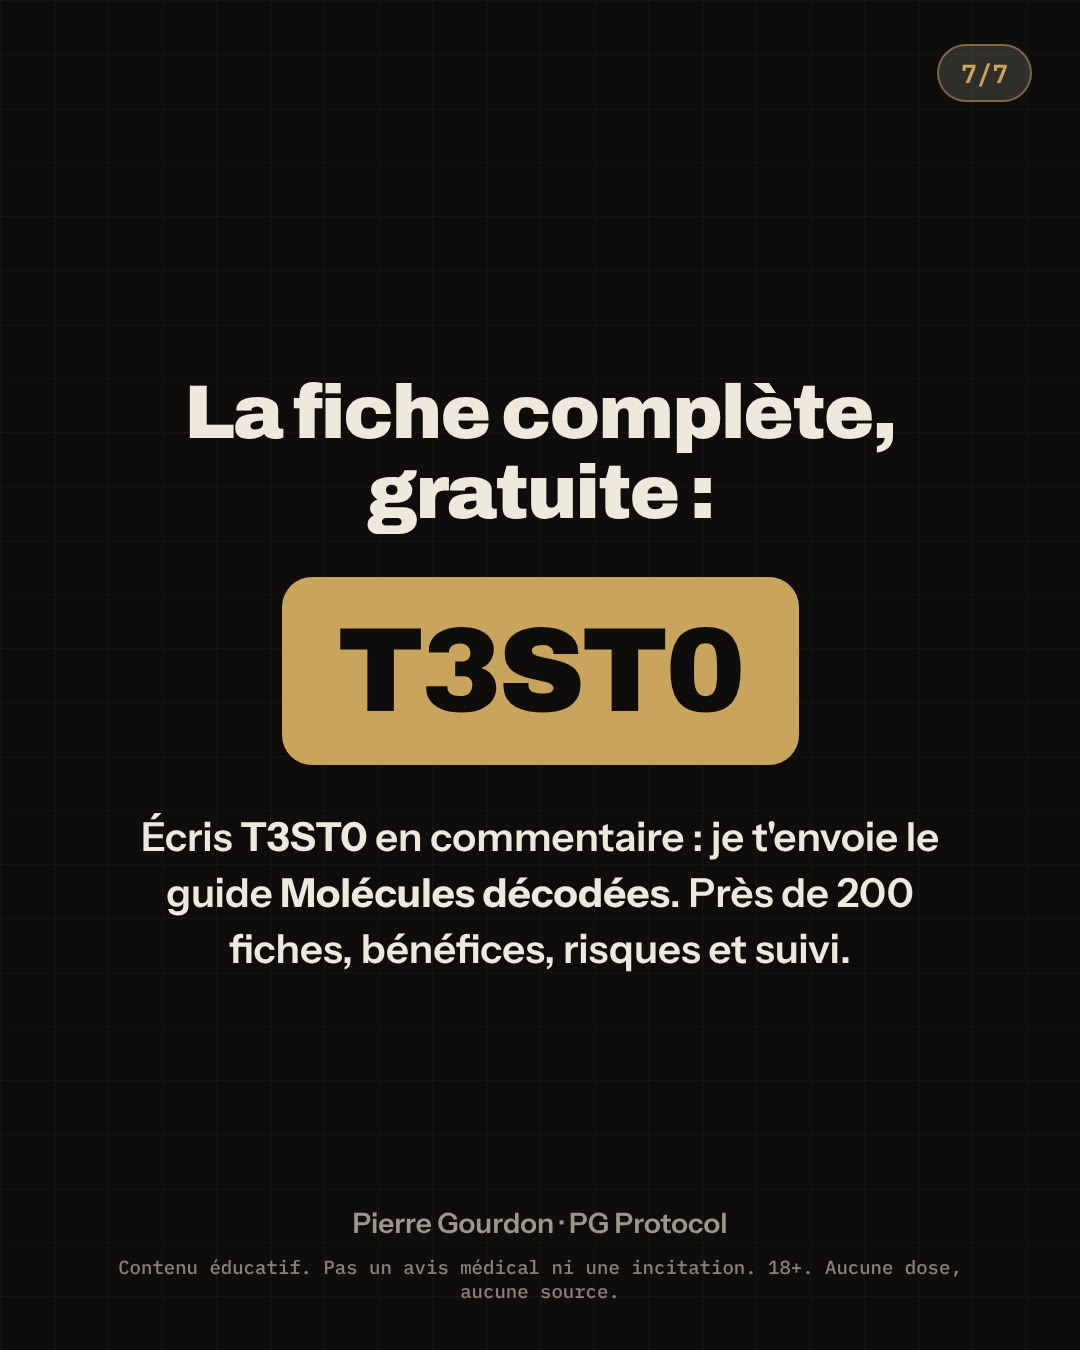 7/7
La fiche complète,
gratuite :
T3ST0
Écris T3ST0 en commentaire : je t'envoie le
guide Molécules décodées. Près de 200
fiches, bénéfices, risques et suivi.
Pierre Gourdon · PG Protocol
Contenu éducatif. Pas un avis médical ni une incitation. 18+. Aucune dose,
aucune source.